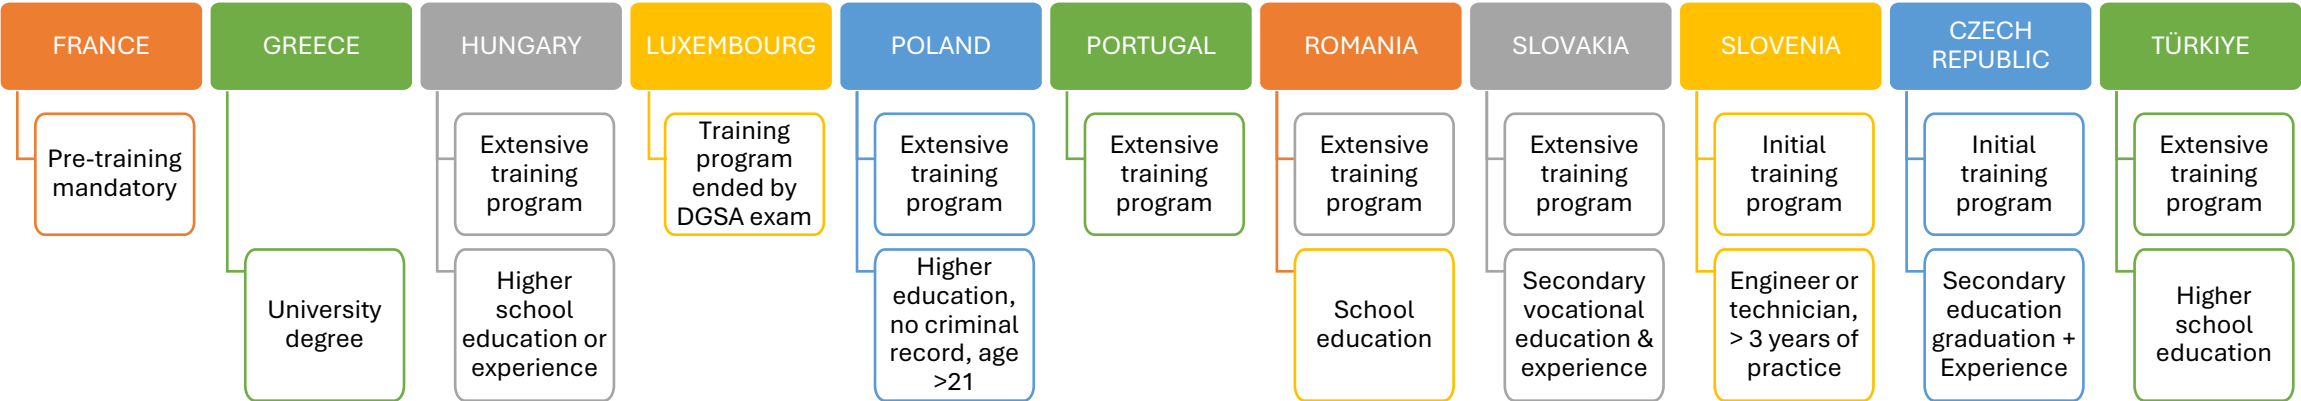 FRANCE
Pre-training
mandatory
GREECE
University
degree
HUNGARY
Extensive
training
program
Higher
school
education or
experience
LUXEMBOURG
Training
program
ended by
DGSA exam
POLAND
Extensive
training
program
Higher
education,
no criminal
record, age
>21
PORTUGAL
Extensive
training
program
ROMANIA
Extensive
training
program
School
education
SLOVAKIA
Extensive
training
program
Secondary
vocational
education &
experience
SLOVENIA
Initial
training
program
Engineer or
technician,
> 3 years of
practice
CZECH
REPUBLIC
Initial
training
program
Secondary
education
graduation +
Experience
TÜRKIYE
Extensive
training
program
Higher
school
education